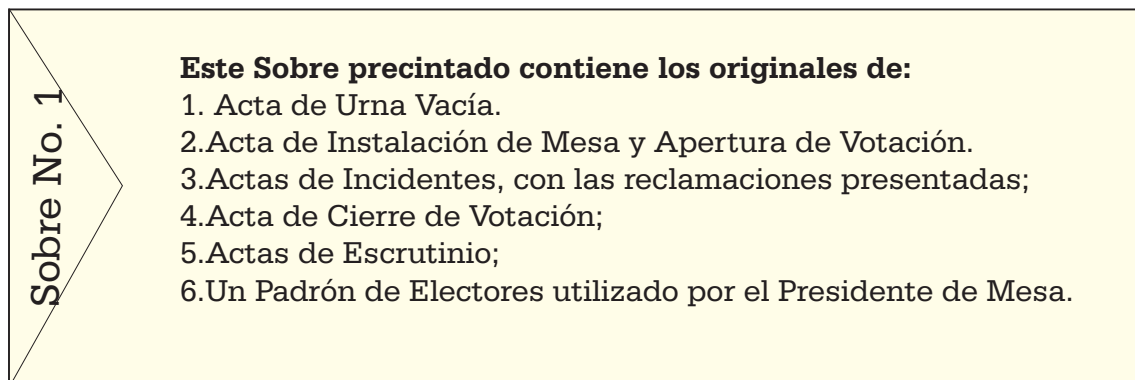 Sobre No. 1
Este Sobre precintado contiene los originales de:
1. Acta de Urna Vacía.
2.Acta de Instalación de Mesa y Apertura de Votación.
3.Actas de Incidentes, con las reclamaciones presentadas;
4.Acta de Cierre de Votación;
5.Actas de Escrutinio;
6.Un Padrón de Electores utilizado por el Presidente de Mesa.